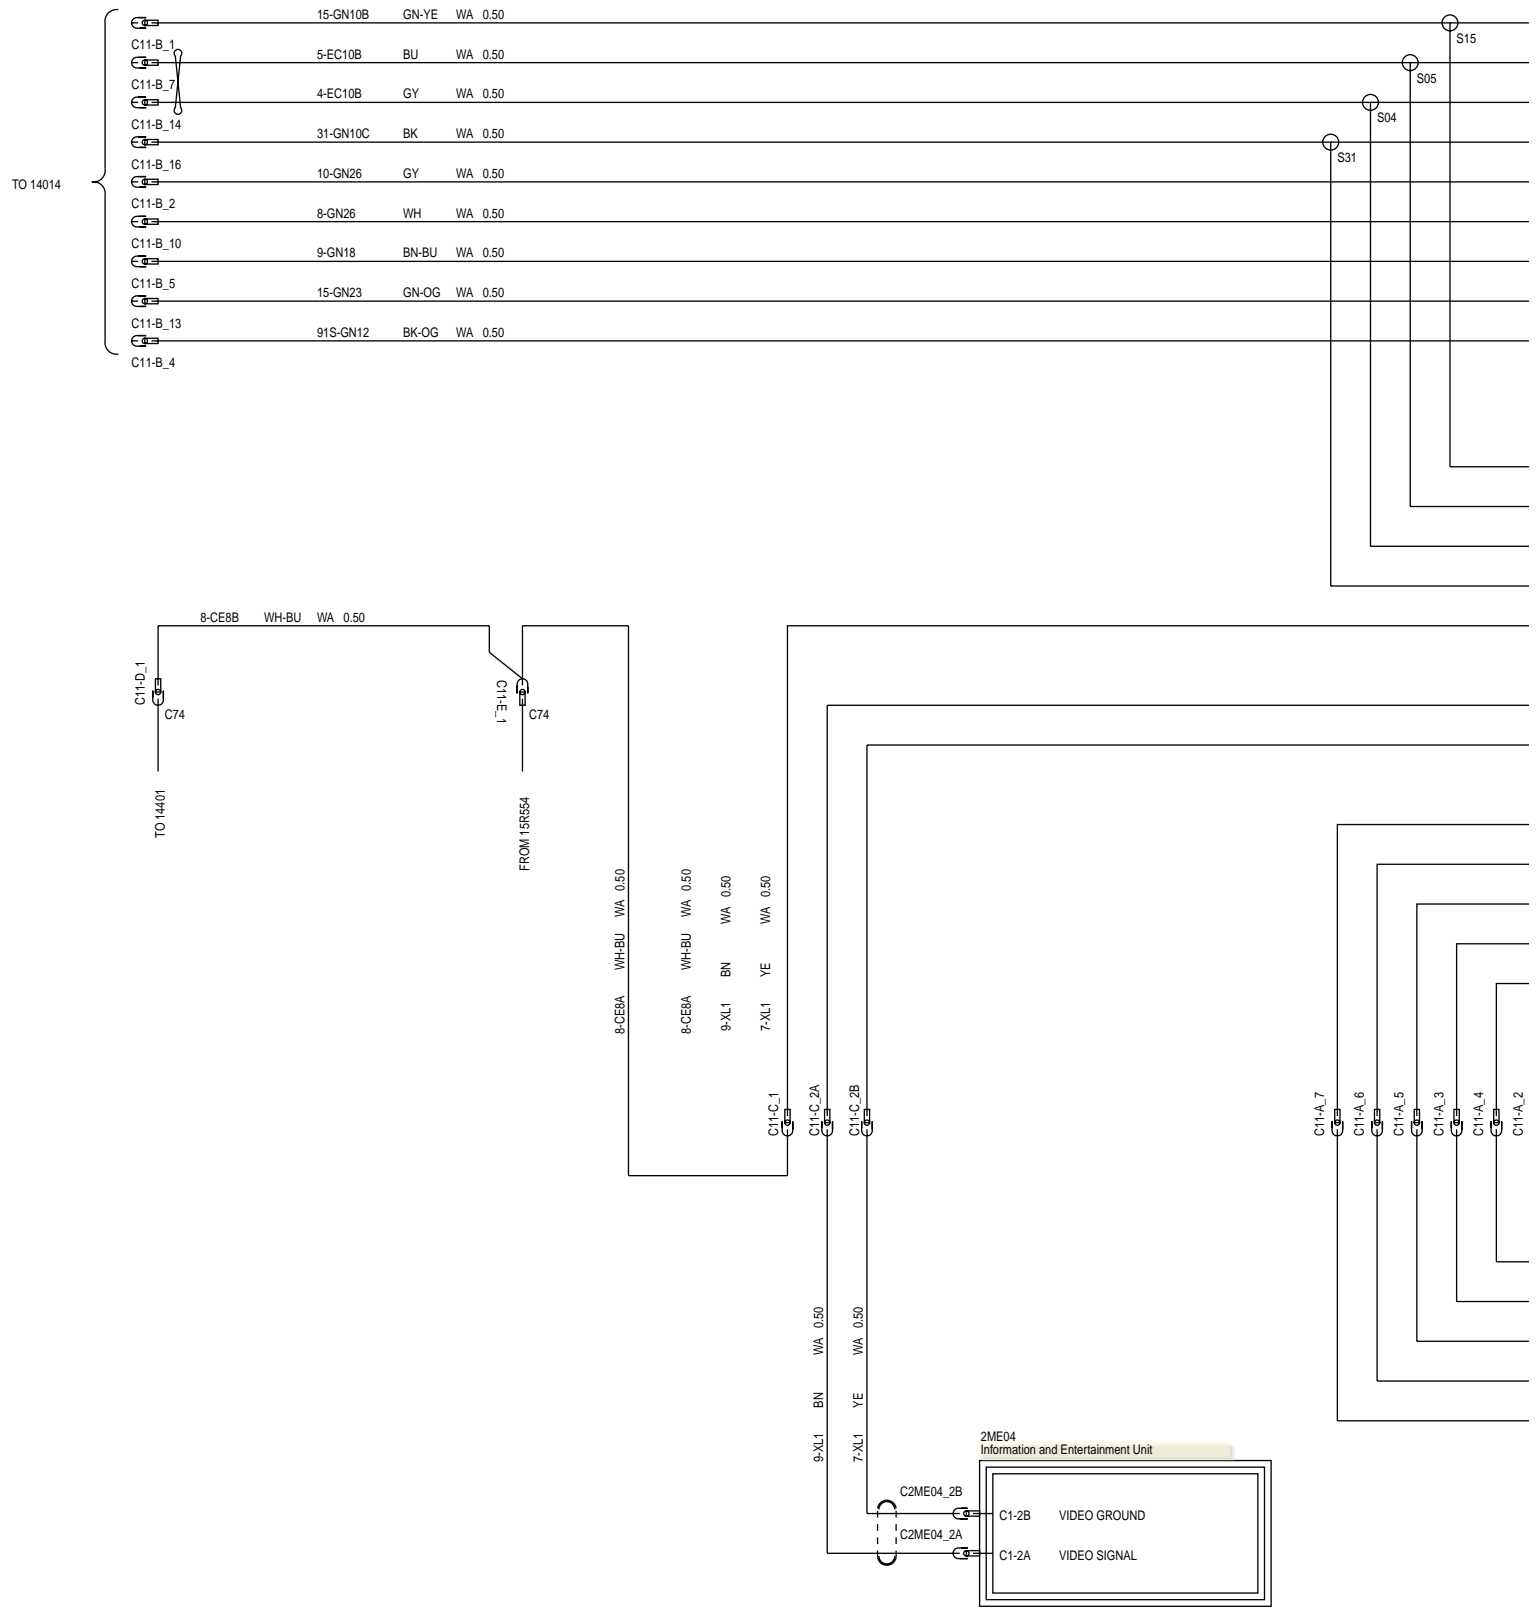 15-GN10B GN-YE WA 0.50
S15
C11-B_1
5-EC10B BU WA 0.50
S05
C11-B_7
4-EC10B GY WA 0.50
S04
C11-B_14
31-GN10C BK WA 0.50
S31
C11-B_16
TO 14014
10-GN26 GY WA 0.50
C11-B_2
8-GN26 WH WA 0.50
C11-B_10
9-GN18 BN-BU WA 0.50
C11-B_5
15-GN23 GN-OG WA 0.50
C11-B_13
91S-GN12 BK-OG WA 0.50
C11-B_4
8-CE8B WH-BU WA 0.50
C11-D_1
C74
C11-E_1
C74
TO 14401
FROM 15R554
8-CE8A WH-BU WA 0.50
8-CE8A WH-BU WA 0.50
9-XL1 BN WA 0.50
7-XL1 YE WA 0.50
C11-C_1
C11-C_2A
C11-C_2B
C11-A_7
C11-A_6
C11-A_5
C11-A_3
C11-A_4
C11-A_2
9-XL1 BN WA 0.50
7-XL1 YE WA 0.50
2ME04
Information and Entertainment Unit
C2ME04_2B
C1-2B VIDEO GROUND
C2ME04_2A
C1-2A VIDEO SIGNAL